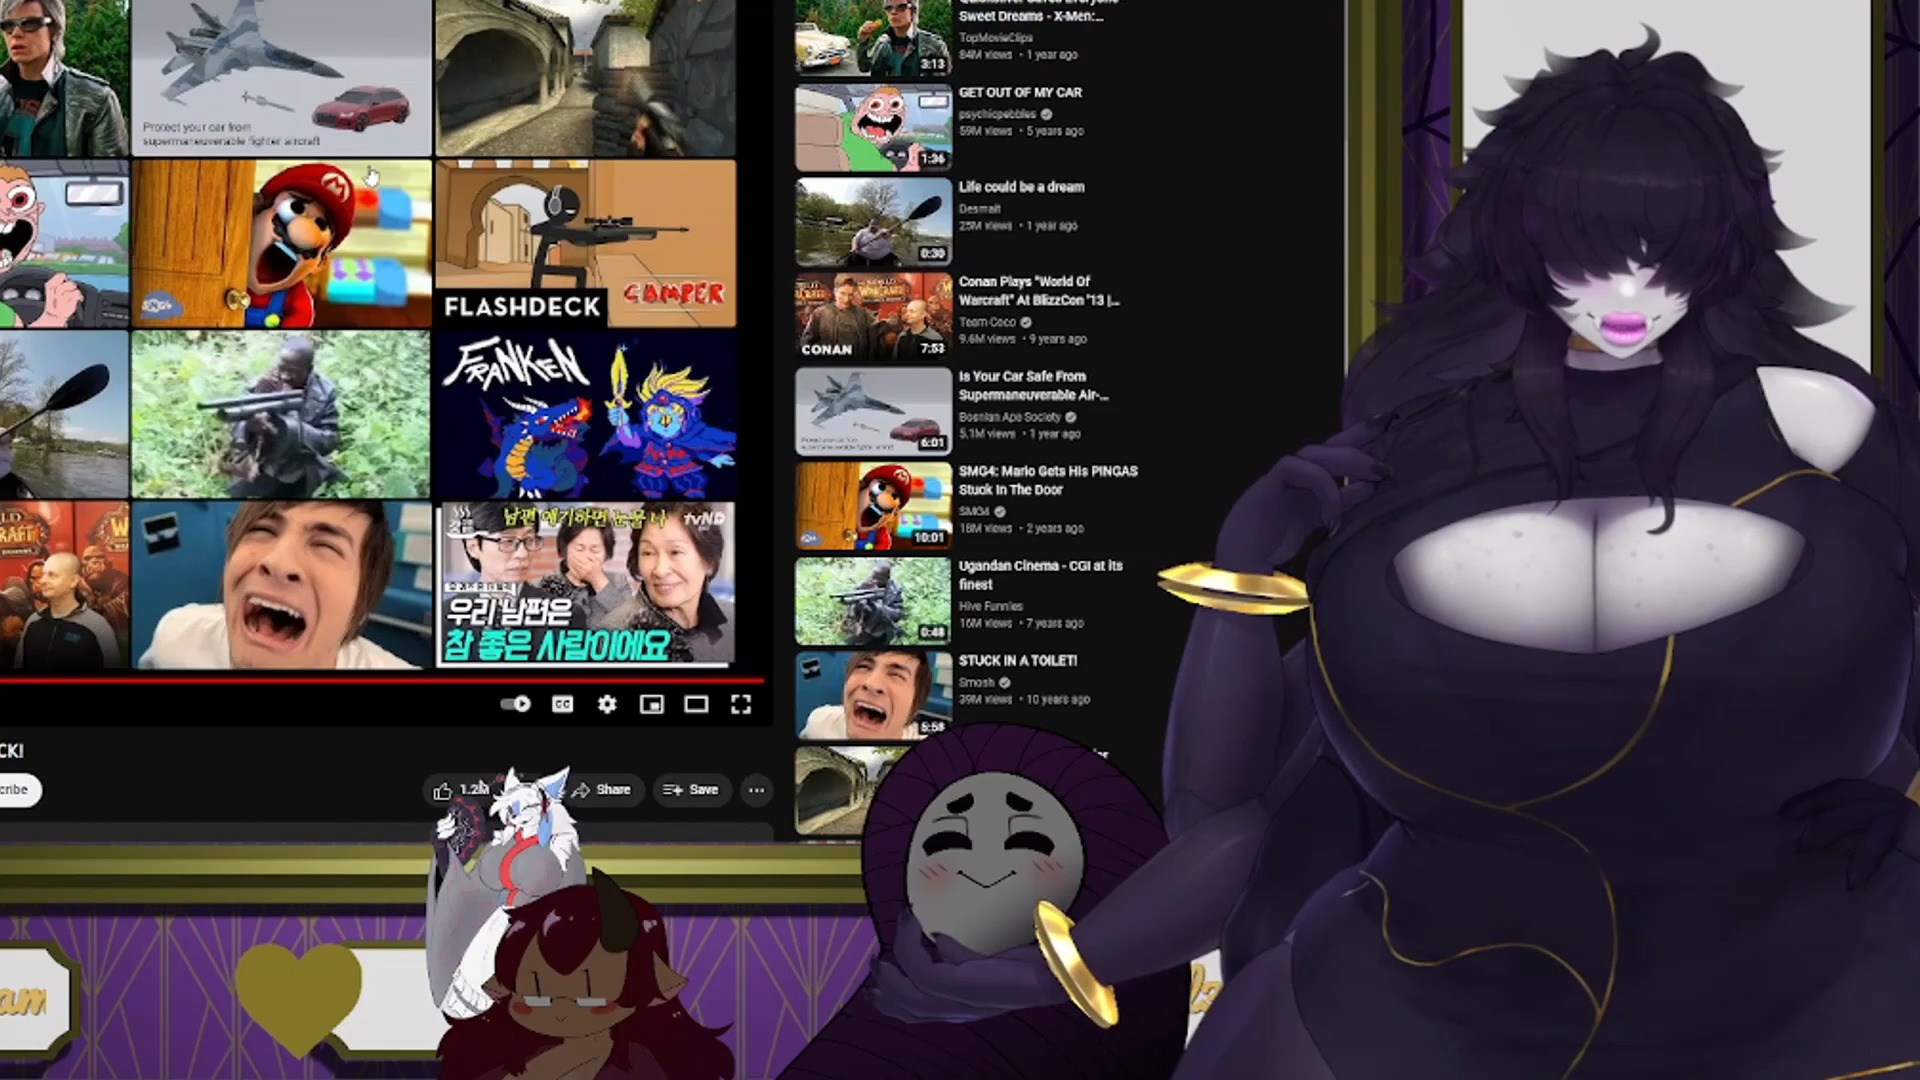 Protect your car from
supermaneuverable fighter aircraft
FLASHDECK
CAMPER
FRANKEN
남편 얘기하면 눈물 나
tvN D
우리 남편은
참 좋은 사람이에요
CC
CK!
cribe
1.2M
Share
Save
Sweet Dreams - X-Men:...
TopMovieClips
84M views • 1 year ago
3:13
GET OUT OF MY CAR
psychicpebbles
59M views • 5 years ago
1:36
Life could be a dream
Desmait
25M views • 1 year ago
0:30
Conan Plays "World Of
Warcraft" At BlizzCon '13 |...
Team Coco
9.6M views • 9 years ago
CONAN
7:53
Is Your Car Safe From
Supermaneuverable Air-...
Bosnian Ape Society
5.1M views • 1 year ago
6:01
SMG4: Mario Gets His PINGAS
Stuck In The Door
SMG4
18M views • 2 years ago
10:01
Ugandan Cinema - CGI at its
finest
Hive Funnies
16M views • 7 years ago
0:48
STUCK IN A TOILET!
Smosh
39M views • 10 years ago
5:58
am